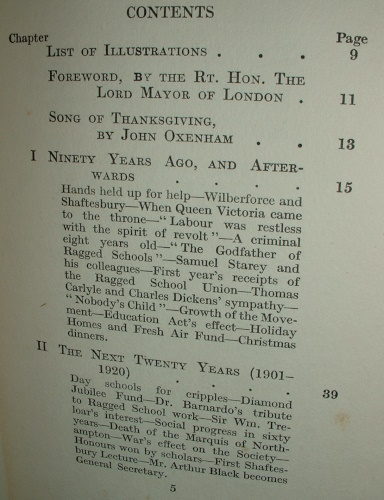 CONTENTS
Chapter Page
LIST OF ILLUSTRATIONS . . . 9
FOREWORD, BY THE RT. HON. THE
LORD MAYOR OF LONDON . 11
SONG OF THANKSGIVING,
BY JOHN OXENHAM . . 13
I NINETY YEARS AGO, AND AFTER-
WARDS . . . . 15
Hands held up for help—Wilberforce and
Shaftesbury—When Queen Victoria came
to the throne—"Labour was restless
with the spirit of revolt"—A criminal
eight years old—"The Godfather of
Ragged Schools"—Samuel Starey and
his colleagues—First year's receipts of
the Ragged School Union—Thomas
Carlyle and Charles Dickens' sympathy—
"Nobody's Child"—Growth of the Move-
ment—Education Act's effect—Holiday
Homes and Fresh Air Fund—Christmas
dinners.
II THE NEXT TWENTY YEARS (1901–
1920) . . . . 39
Day schools for cripples—Diamond
Jubilee Fund—Dr. Barnardo's tribute
to Ragged School work—Sir Wm. Tre-
loar's interest—Social progress in sixty
years—Death of the Marquis of North-
ampton—War's effect on the Society—
Honours won by scholars—First Shaftes-
bury Lecture—Mr. Arthur Black becomes
General Secretary.
5